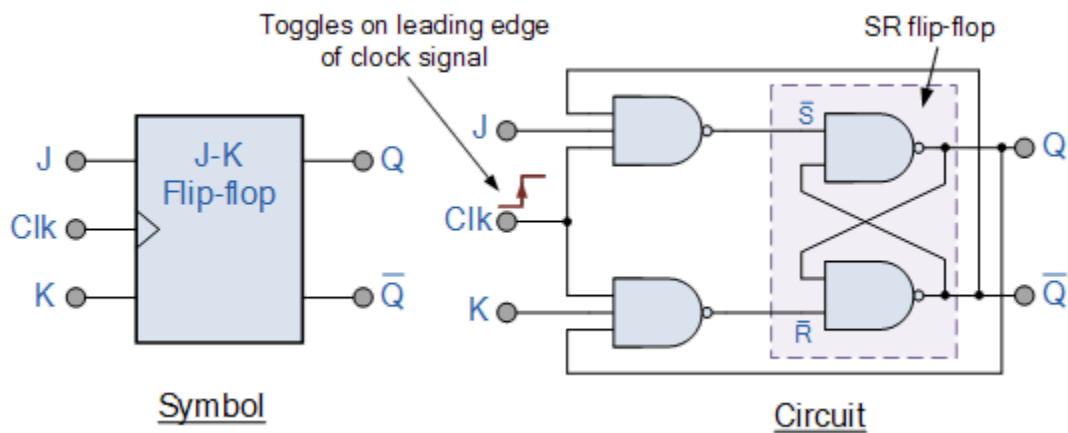 Toggles on leading edge
of clock signal
SR flip-flop
J
Clk
K
J-K
Flip-flop
Q
Q̅
Symbol
J
Clk
K
S̅
R̅
Q
Q̅
Circuit